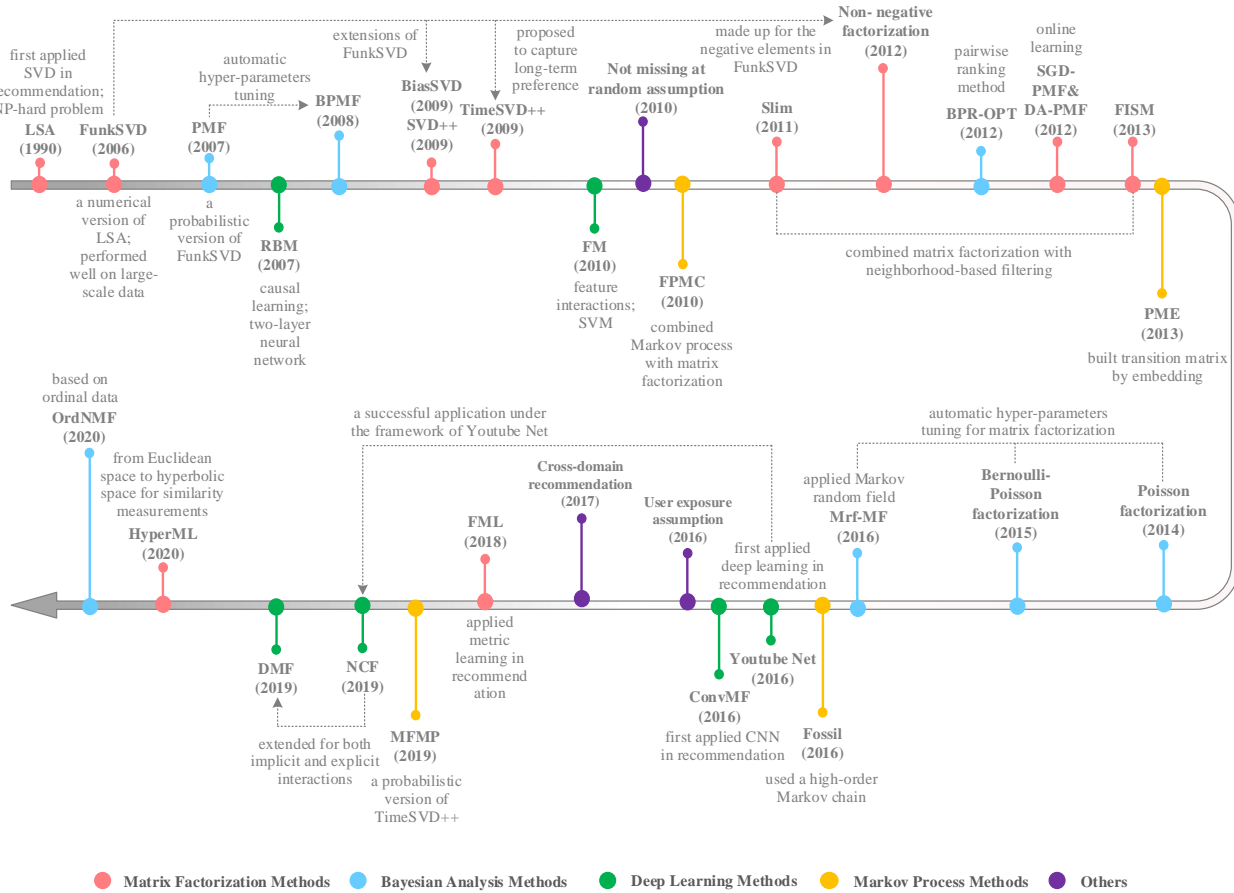 first applied
SVD in
recommendation;
NP-hard problem
LSA
(1990)
FunkSVD
(2006)
a numerical
version of
LSA;
performed
well on large-
scale data
PMF
(2007)
a
probabilistic
version of
FunkSVD
automatic
hyper-parameters
tuning
RBM
(2007)
causal
learning;
two-layer
neural
network
BPMF
(2008)
extensions of
FunkSVD
BiasSVD
(2009)
SVD++
(2009)
proposed
to capture
long-term
preference
TimeSVD++
(2009)
FM
(2010)
feature
interactions;
SVM
Not missing at
random assumption
(2010)
FPMC
(2010)
combined
Markov process
with matrix
factorization
made up for the
negative elements in
FunkSVD
Slim
(2011)
Non- negative
factorization
(2012)
pairwise
ranking
method
BPR-OPT
(2012)
online
learning
SGD-
PMF&
DA-PMF
(2012)
FISM
(2013)
combined matrix factorization with
neighborhood-based filtering
PME
(2013)
built transition matrix
by embedding
based on
ordinal data
OrdNMF
(2020)
from Euclidean
space to hyperbolic
space for similarity
measurements
HyperML
(2020)
DMF
(2019)
NCF
(2019)
extended for both
implicit and explicit
interactions
a successful application under
the framework of Youtube Net
MFMP
(2019)
a probabilistic
version of
TimeSVD++
FML
(2018)
applied
metric
learning in
recommend
ation
Cross-domain
recommendation
(2017)
User exposure
assumption
(2016)
ConvMF
(2016)
first applied CNN
in recommendation
first applied
deep learning in
recommendation
Youtube Net
(2016)
Fossil
(2016)
used a high-order
Markov chain
applied Markov
random field
Mrf-MF
(2016)
automatic hyper-parameters
tuning for matrix factorization
Bernoulli-
Poisson
factorization
(2015)
Poisson
factorization
(2014)
Matrix Factorization Methods
Bayesian Analysis Methods
Deep Learning Methods
Markov Process Methods
Others